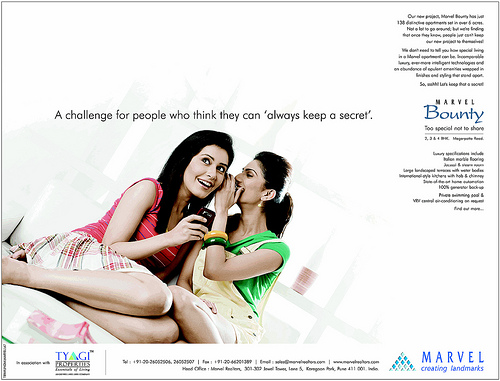 Our new project, Marvel Bounty has just
138 distinctive apartments set in over 6 acres.
Not a lot to go around; but we're finding
that once they know, people just can't keep
our new project to themselves!
We don't need to tell you how special living
in a Marvel apartment can be. Incomparable
luxury, ever-more intelligent technologies and
an abundance of opulent amenities wrapped in
finishes and styling that stand apart.
So, sshhh! Let's keep that a secret!
A challenge for people who think they can 'always keep a secret'.
MARVEL
Bounty
Too special not to share
2, 3 & 4 BHK, Magarpatta Road.
Luxury specifications include
Italian marble flooring
Jacuzzi & steam room
Large landscaped terraces with water bodies
International-style kitchens with hob & chimney
State-of-the-art home automation
100% generator back-up
Private swimming pool &
VRV central air-conditioning on request
Find out more...
In association with
TYAGI
PROPERTIES
Essentials of Living
Tel : +91-20-26052506, 26052507 | Fax : +91-20-66201389 | Email : sales@marvelrealtors.com | www.marvelrealtors.com
Head Office : Marvel Realtors, 301-302 Jewel Tower, Lane 5, Koregaon Park, Pune 411 001. India.
MARVEL
creating landmarks